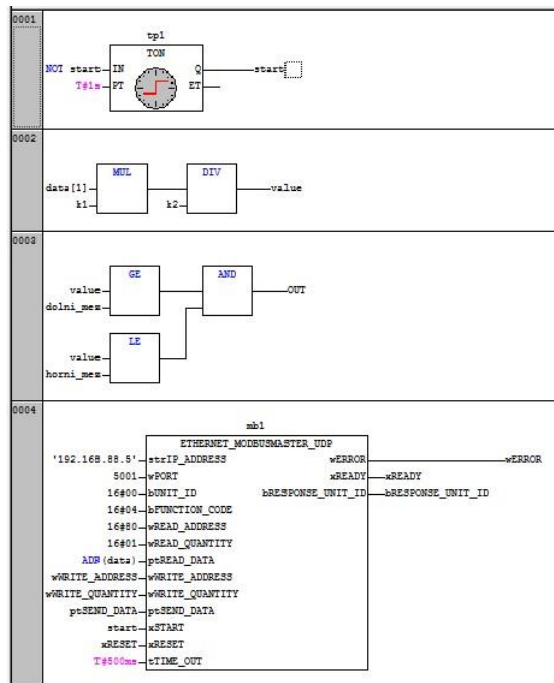 0001
tp1
TON
NOT start IN Q start
T#1s PT ET
0002
MUL DIV
data[1] value
k1 k2
0003
GE AND
value OUT
dolni_mez
LE
value
horni_mez
0004
mb1
ETHERNET_MODBUSMASTER_UDP
'192.168.88.5' strIP_ADDRESS wERROR wERROR
5001 wPORT xREADY xREADY
16#00 bUNIT_ID bRESPONSE_UNIT_ID bRESPONSE_UNIT_ID
16#04 bFUNCTION_CODE
16#80 wREAD_ADDRESS
16#01 wREAD_QUANTITY
ADR(data) ptREAD_DATA
wWRITE_ADDRESS wWRITE_ADDRESS
wWRITE_QUANTITY wWRITE_QUANTITY
ptSEND_DATA ptSEND_DATA
start xSTART
xRESET xRESET
T#500ms tTIME_OUT